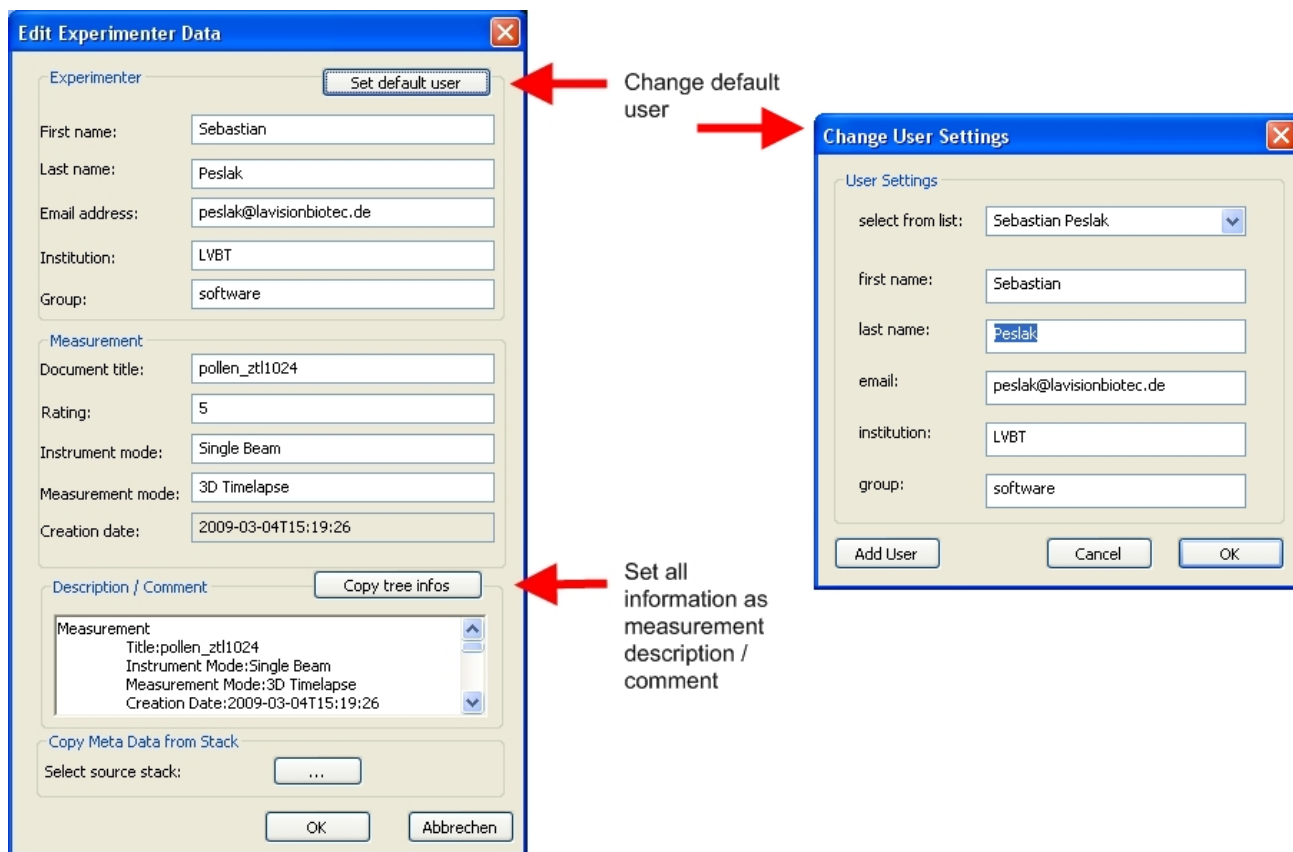 Edit Experimenter Data
Experimenter
Set default user
First name:
Sebastian
Last name:
Peslak
Email address:
peslak@lavisionbiotec.de
Institution:
LVBT
Group:
software
Measurement
Document title:
pollen_ztl1024
Rating:
5
Instrument mode:
Single Beam
Measurement mode:
3D Timelapse
Creation date:
2009-03-04T15:19:26
Description / Comment
Copy tree infos
Measurement
Title:pollen_ztl1024
Instrument Mode:Single Beam
Measurement Mode:3D Timelapse
Creation Date:2009-03-04T15:19:26
Copy Meta Data from Stack
Select source stack:
...
OK
Abbrechen
Change default
user
Set all
information as
measurement
description /
comment
Change User Settings
User Settings
select from list:
Sebastian Peslak
first name:
Sebastian
last name:
Peslak
email:
peslak@lavisionbiotec.de
institution:
LVBT
group:
software
Add User
Cancel
OK